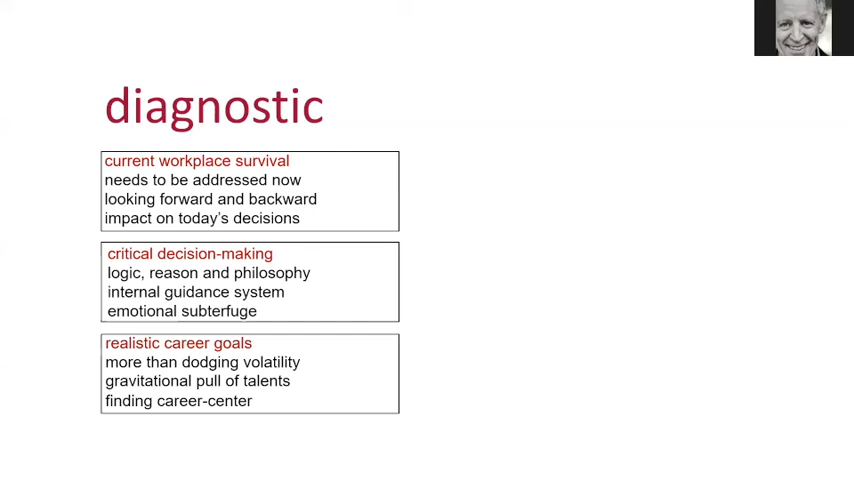 diagnostic
current workplace survival
needs to be addressed now
looking forward and backward
impact on today's decisions
critical decision-making
logic, reason and philosophy
internal guidance system
emotional subterfuge
realistic career goals
more than dodging volatility
gravitational pull of talents
finding career-center